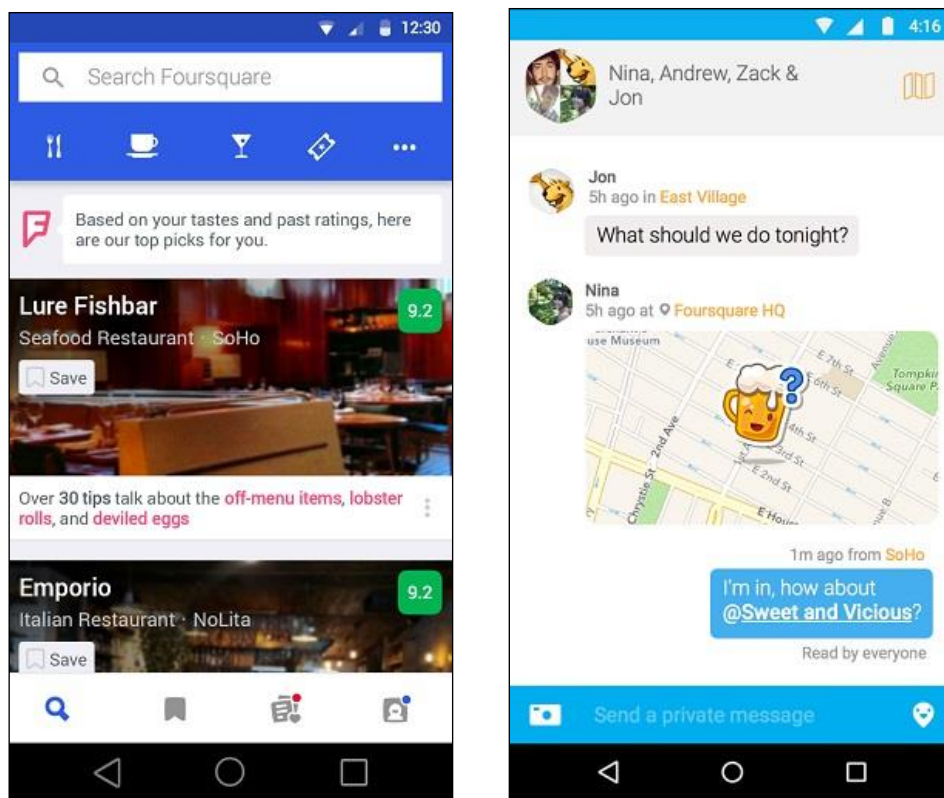 12:30
Search Foursquare
Based on your tastes and past ratings, here
are our top picks for you.
Lure Fishbar
9.2
Seafood Restaurant · SoHo
Save
Over 30 tips talk about the off-menu items, lobster
rolls, and deviled eggs
Emporio
9.2
Italian Restaurant · NoLita
Save
4:16
Nina, Andrew, Zack &
Jon
Jon
5h ago in East Village
What should we do tonight?
Nina
5h ago at Foursquare HQ
use Museum
E 7th St
Avenue
Tompkin
Square P
E 6th St
4th St
2nd Ave
1st A
3rd St
E 2nd St
Chrystie St
E Hous
ue B
1m ago from SoHo
I'm in, how about
@Sweet and Vicious?
Read by everyone
Send a private message